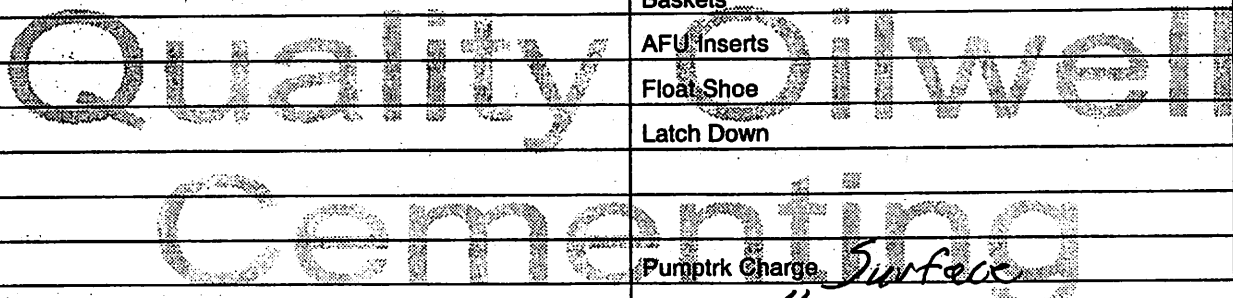 Baskets
Quality Oilwell
AFU Inserts
Float Shoe
Latch Down
Cementing
Pumptrk Charge Surface